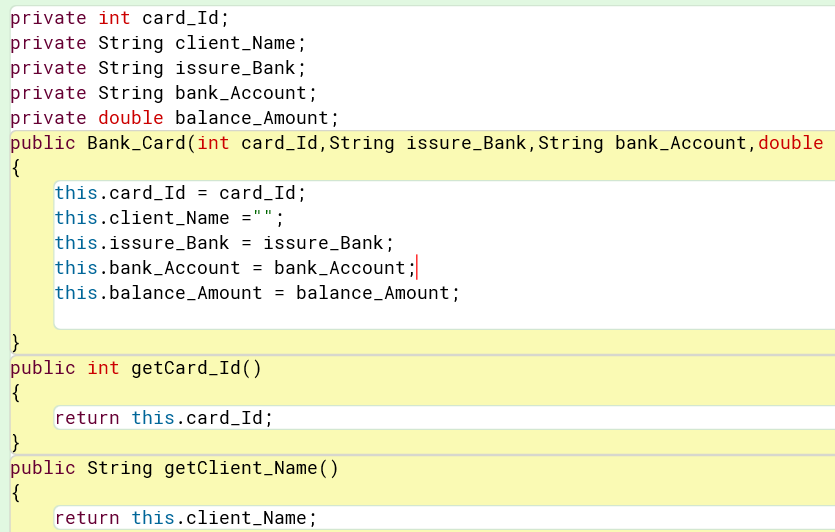 private int card_Id;
private String client_Name;
private String issure_Bank;
private String bank_Account;
private double balance_Amount;
public Bank_Card(int card_Id,String issure_Bank,String bank_Account,double
{
this.card_Id = card_Id;
this.client_Name ="";
this.issure_Bank = issure_Bank;
this.bank_Account = bank_Account;
this.balance_Amount = balance_Amount;
}
public int getCard_Id()
{
return this.card_Id;
}
public String getClient_Name()
{
return this.client_Name;